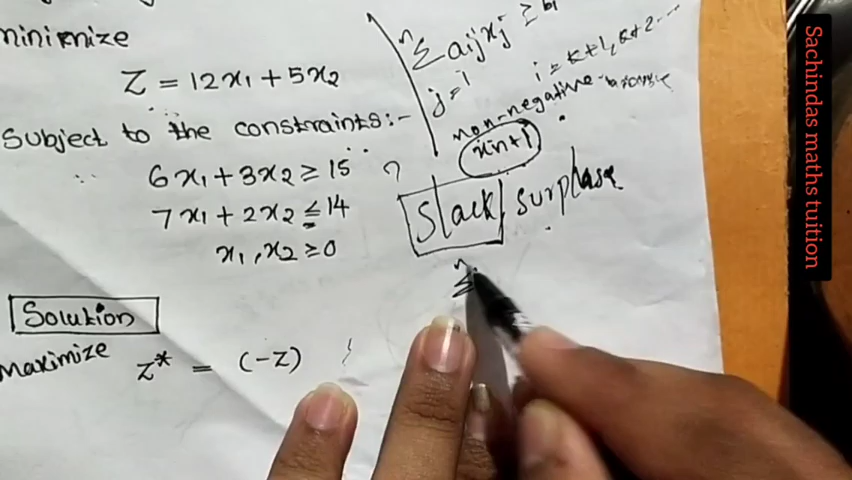 minimize
Z = 12x₁ + 5x₂
Subject to the constraints:-
6x₁ + 3x₂ ≥ 15
7x₁ + 2x₂ ≤ 14
x₁, x₂ ≥ 0
Solution
Maximize Z* = (-Z)
n
∑ aᵢⱼ xⱼ ≥ bᵢ
j = 1
i = k+1, k+2 ....
non-negative
xn+1
Slack, surplase
n
∑
Sachindas maths tuition